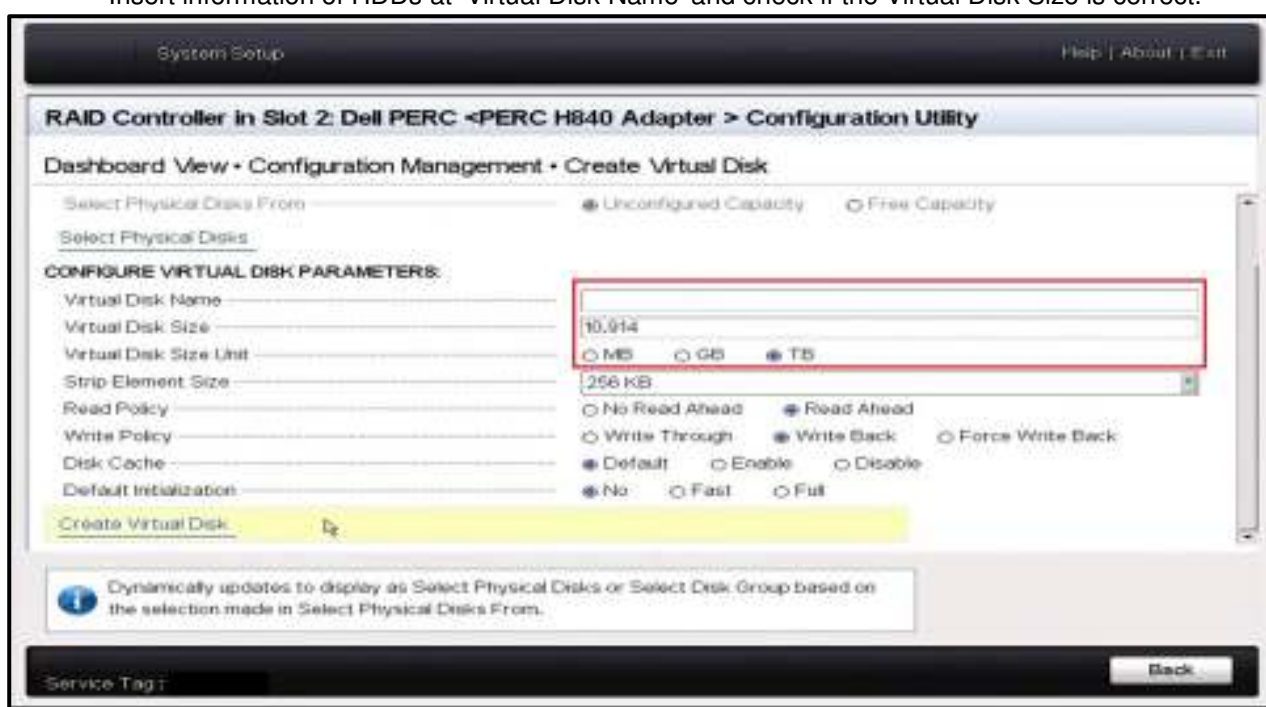 Insert information of HDDs at 'Virtual Disk Name' and check if the Virtual Disk Size is correct.
System Setup
Help | About | Exit
RAID Controller in Slot 2: Dell PERC <PERC H840 Adapter > Configuration Utility
Dashboard View • Configuration Management • Create Virtual Disk
Select Physical Disks From Unconfigured Capacity Free Capacity
Select Physical Disks
CONFIGURE VIRTUAL DISK PARAMETERS:
Virtual Disk Name
Virtual Disk Size 10.914
Virtual Disk Size Unit MB GB TB
Strip Element Size 256 KB
Read Policy No Read Ahead Read Ahead
Write Policy Write Through Write Back Force Write Back
Disk Cache Default Enable Disable
Default Initialization No Fast Full
Create Virtual Disk
Dynamically updates to display as Select Physical Disks or Select Disk Group based on
the selection made in Select Physical Disks From.
Service Tag :
Back